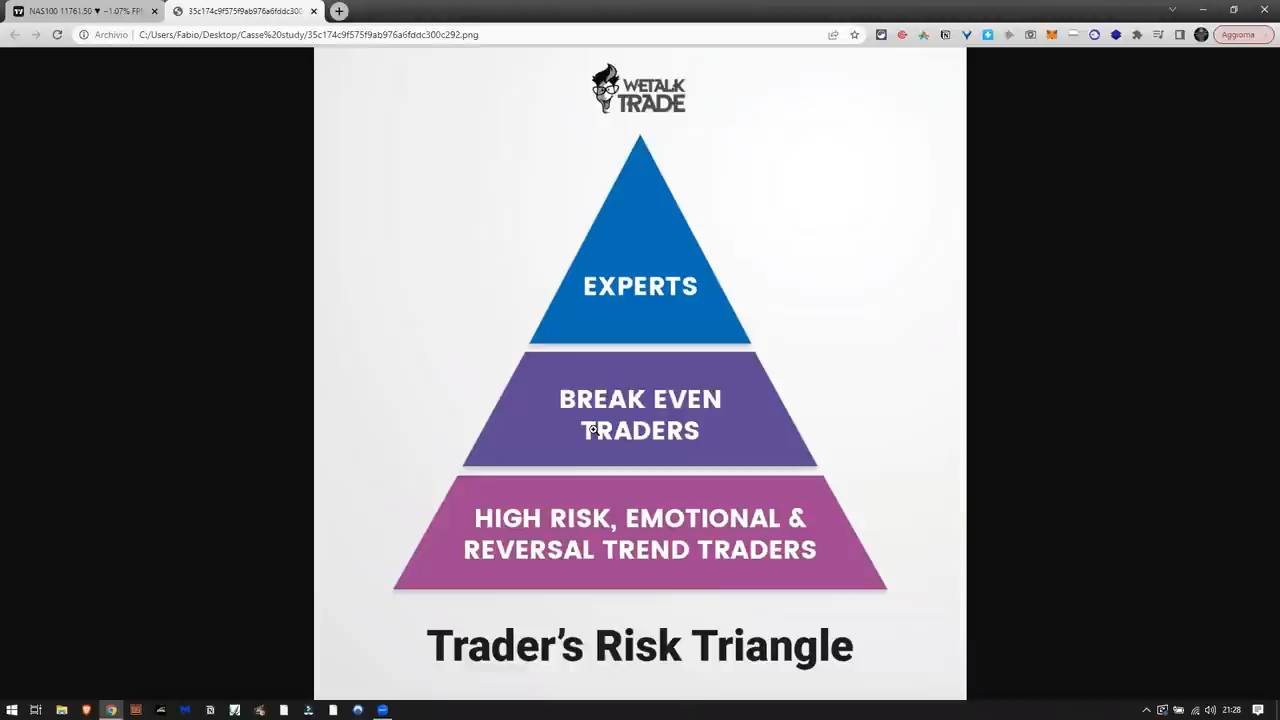 NAS100 11761.50 ▼ −1.07%
35c174c9f575f9ab976a6fddc300c
Archivio
C:/Users/Fabio/Desktop/Casse%20study/35c174c9f575f9ab976a6fddc300c292.png
Aggiorna
WETALK
TRADE
EXPERTS
BREAK EVEN
TRADERS
HIGH RISK, EMOTIONAL &
REVERSAL TREND TRADERS
Trader's Risk Triangle
21:28